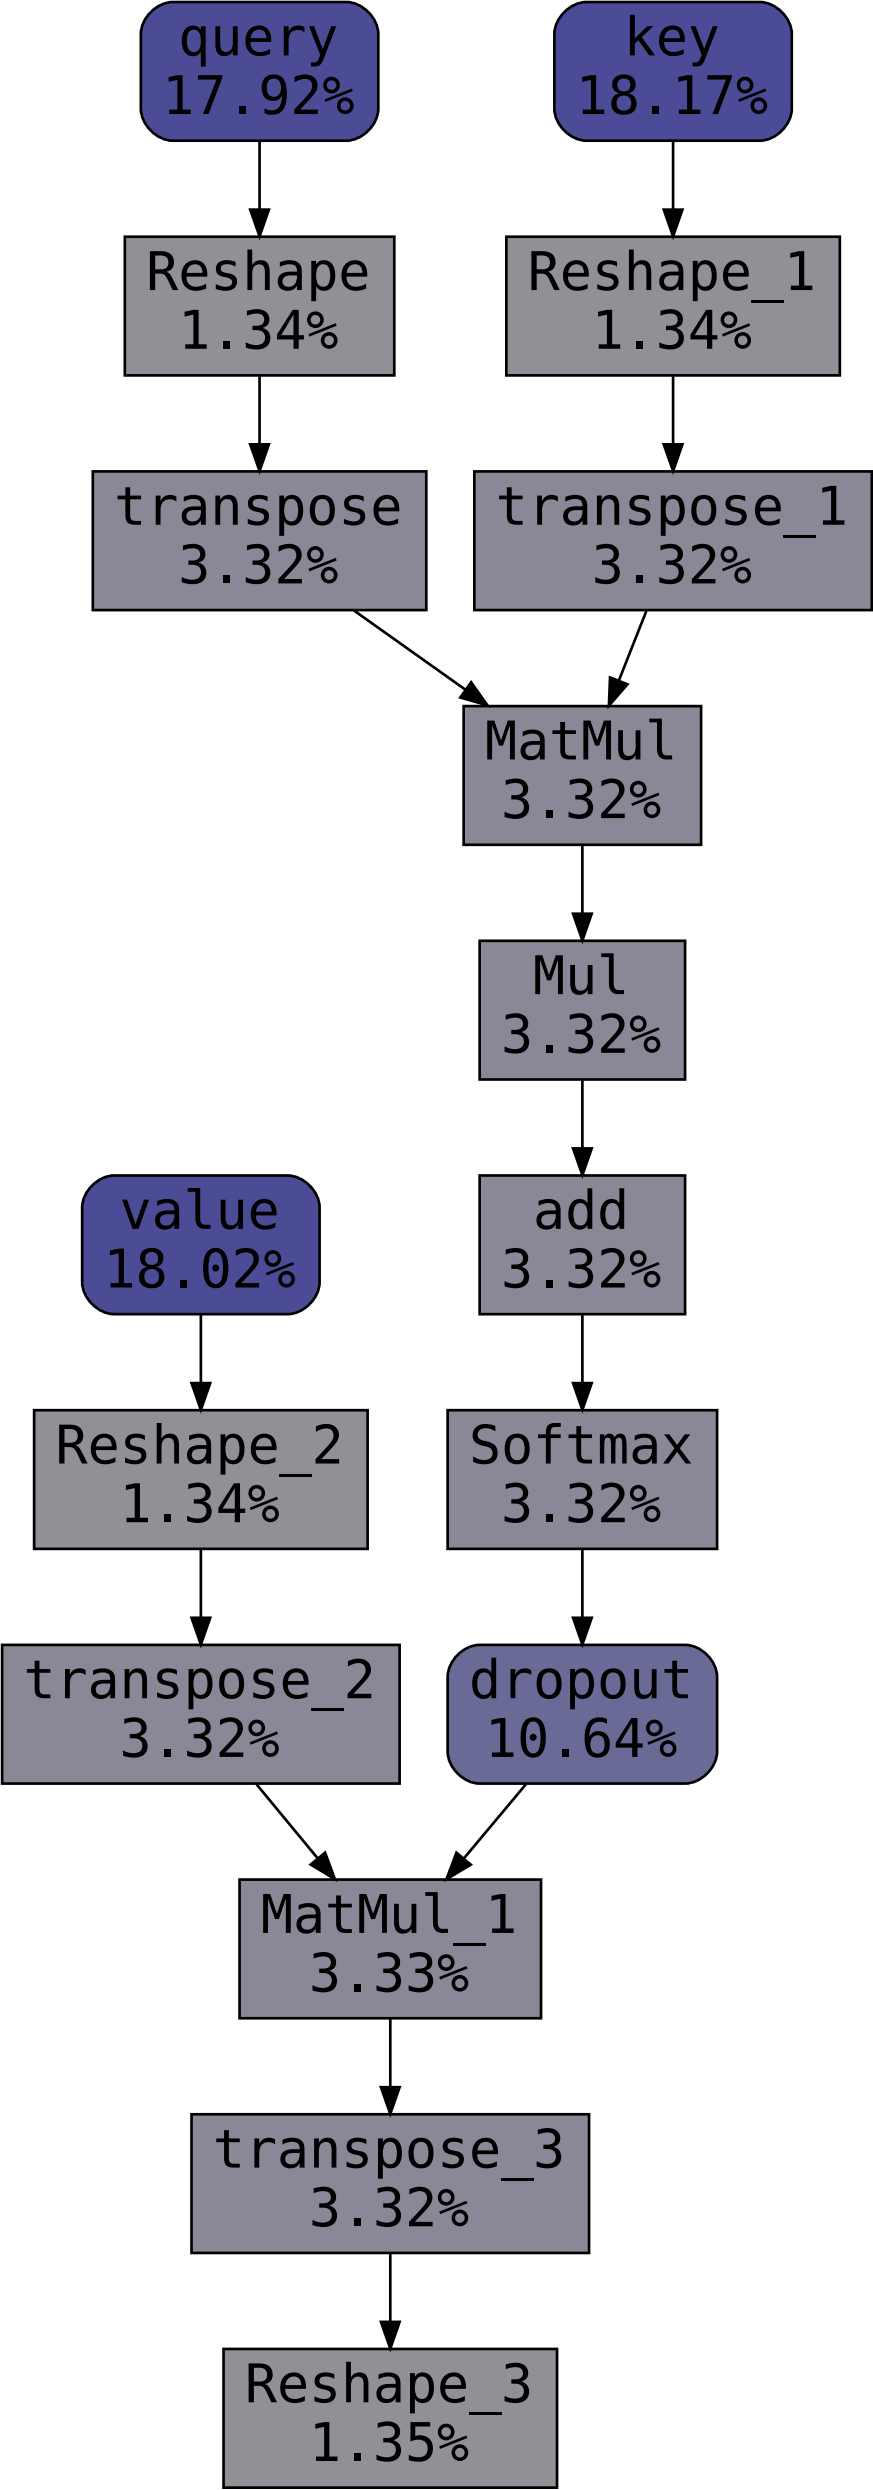 query
17.92%
key
18.17%
Reshape
1.34%
Reshape_1
1.34%
transpose
3.32%
transpose_1
3.32%
MatMul
3.32%
Mul
3.32%
value
18.02%
add
3.32%
Reshape_2
1.34%
Softmax
3.32%
transpose_2
3.32%
dropout
10.64%
MatMul_1
3.33%
transpose_3
3.32%
Reshape_3
1.35%